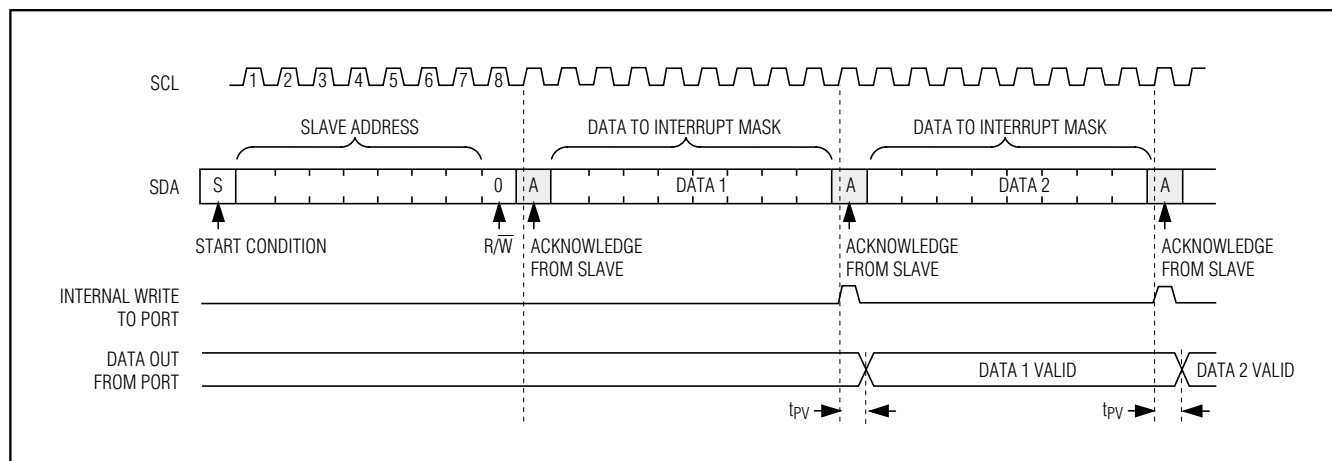 SCL 1 2 3 4 5 6 7 8
SLAVE ADDRESS DATA TO INTERRUPT MASK DATA TO INTERRUPT MASK
SDA S 0 A DATA 1 A DATA 2 A
START CONDITION R/W̅ ACKNOWLEDGE FROM SLAVE ACKNOWLEDGE FROM SLAVE ACKNOWLEDGE FROM SLAVE
INTERNAL WRITE
TO PORT
DATA OUT
FROM PORT
DATA 1 VALID DATA 2 VALID
tPV tPV